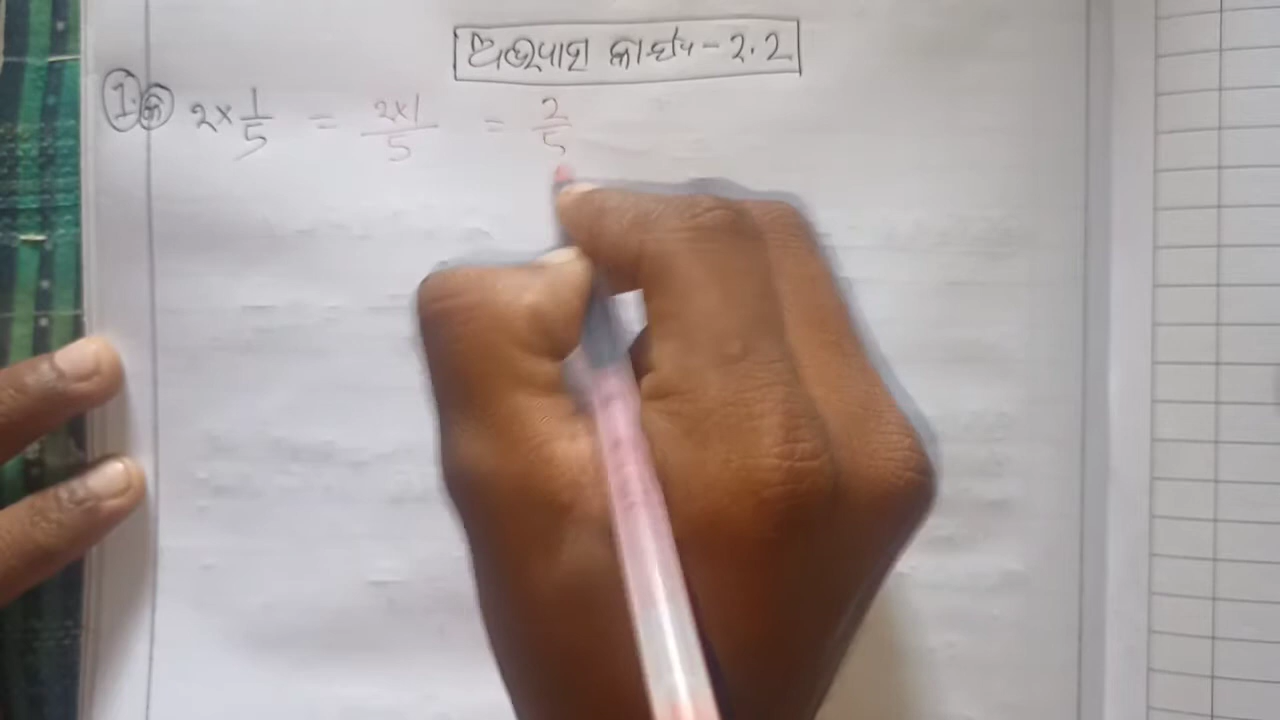 ଅଭ୍ୟାସ କାର୍ଯ୍ୟ - 2.2
1. କ 2 × 1/5 = 2×1/5 = 2/5